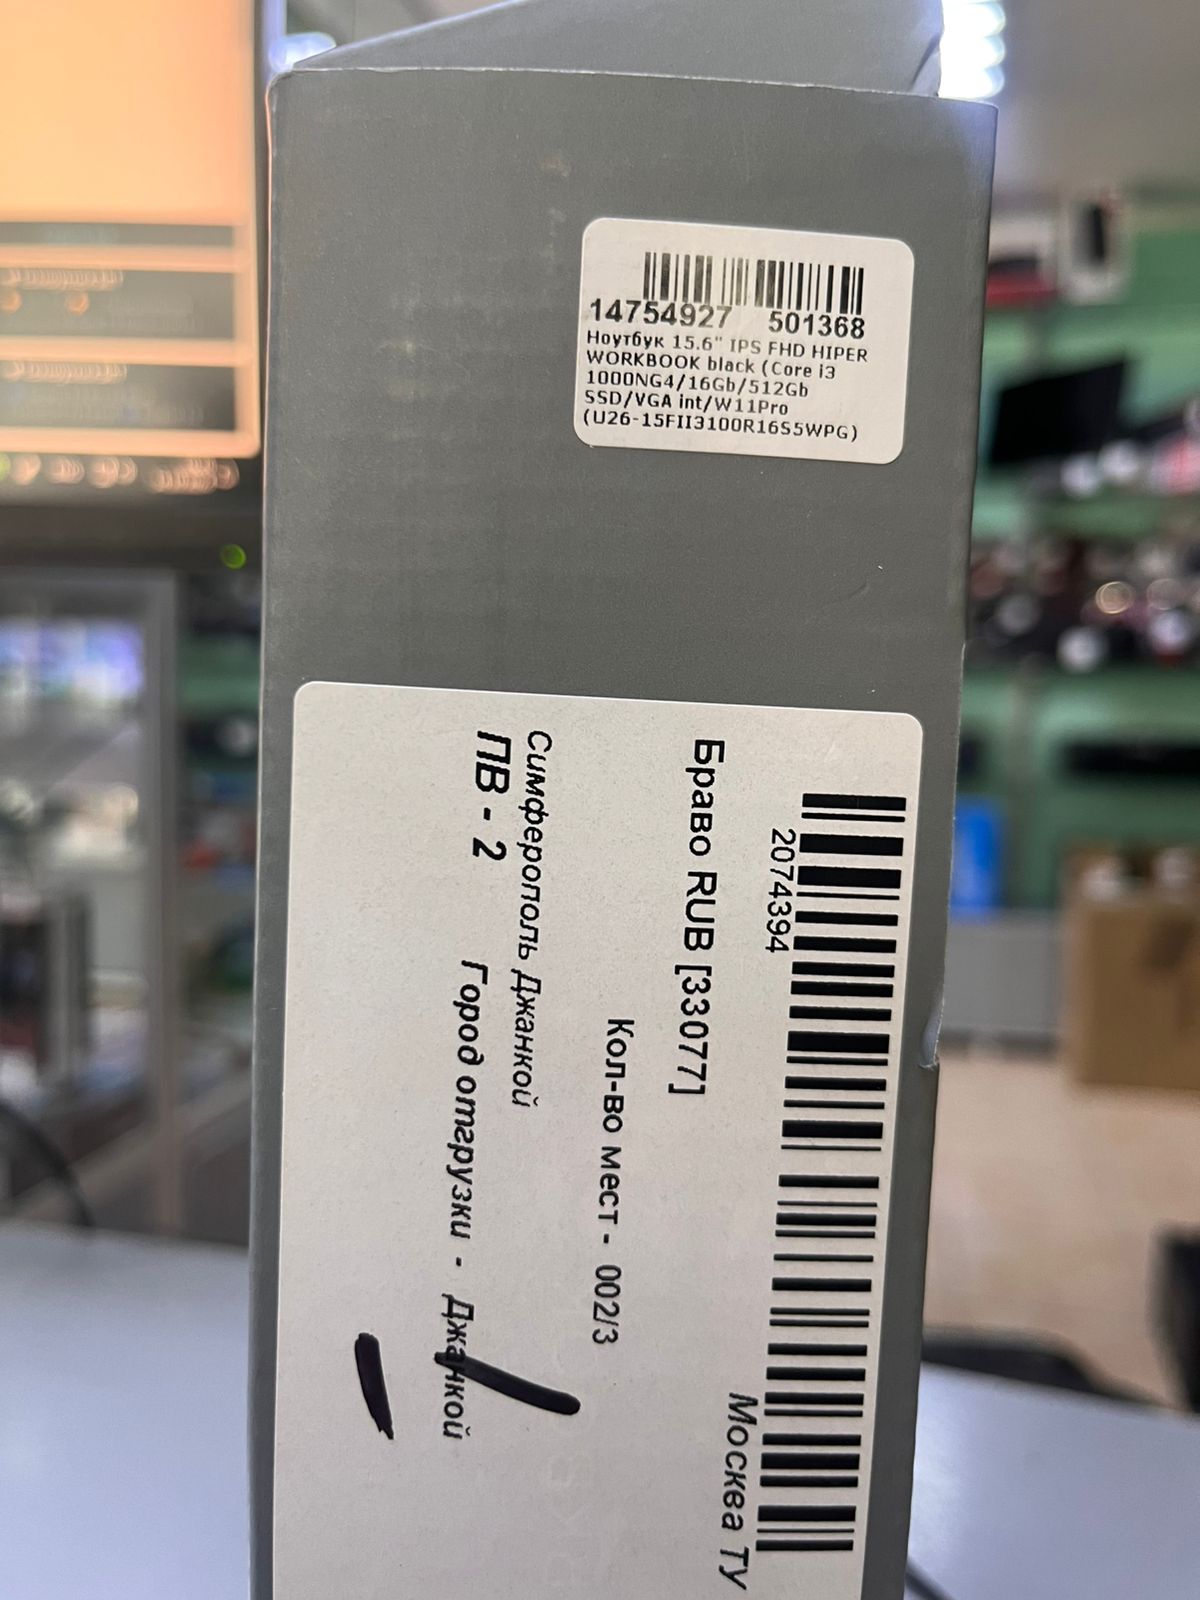 14754927 501368
Ноутбук 15.6" IPS FHD HIPER
WORKBOOK black (Core i3
1000NG4/16Gb/512Gb
SSD/VGA int/W11Pro
(U26-15FII3100R16S5WPG)
2074394
Москва ТУ
Браво RUB [33077]
Кол-во мест - 002/3
Симферополь Джанкой
ПВ - 2
Город отгрузки - Джанкой